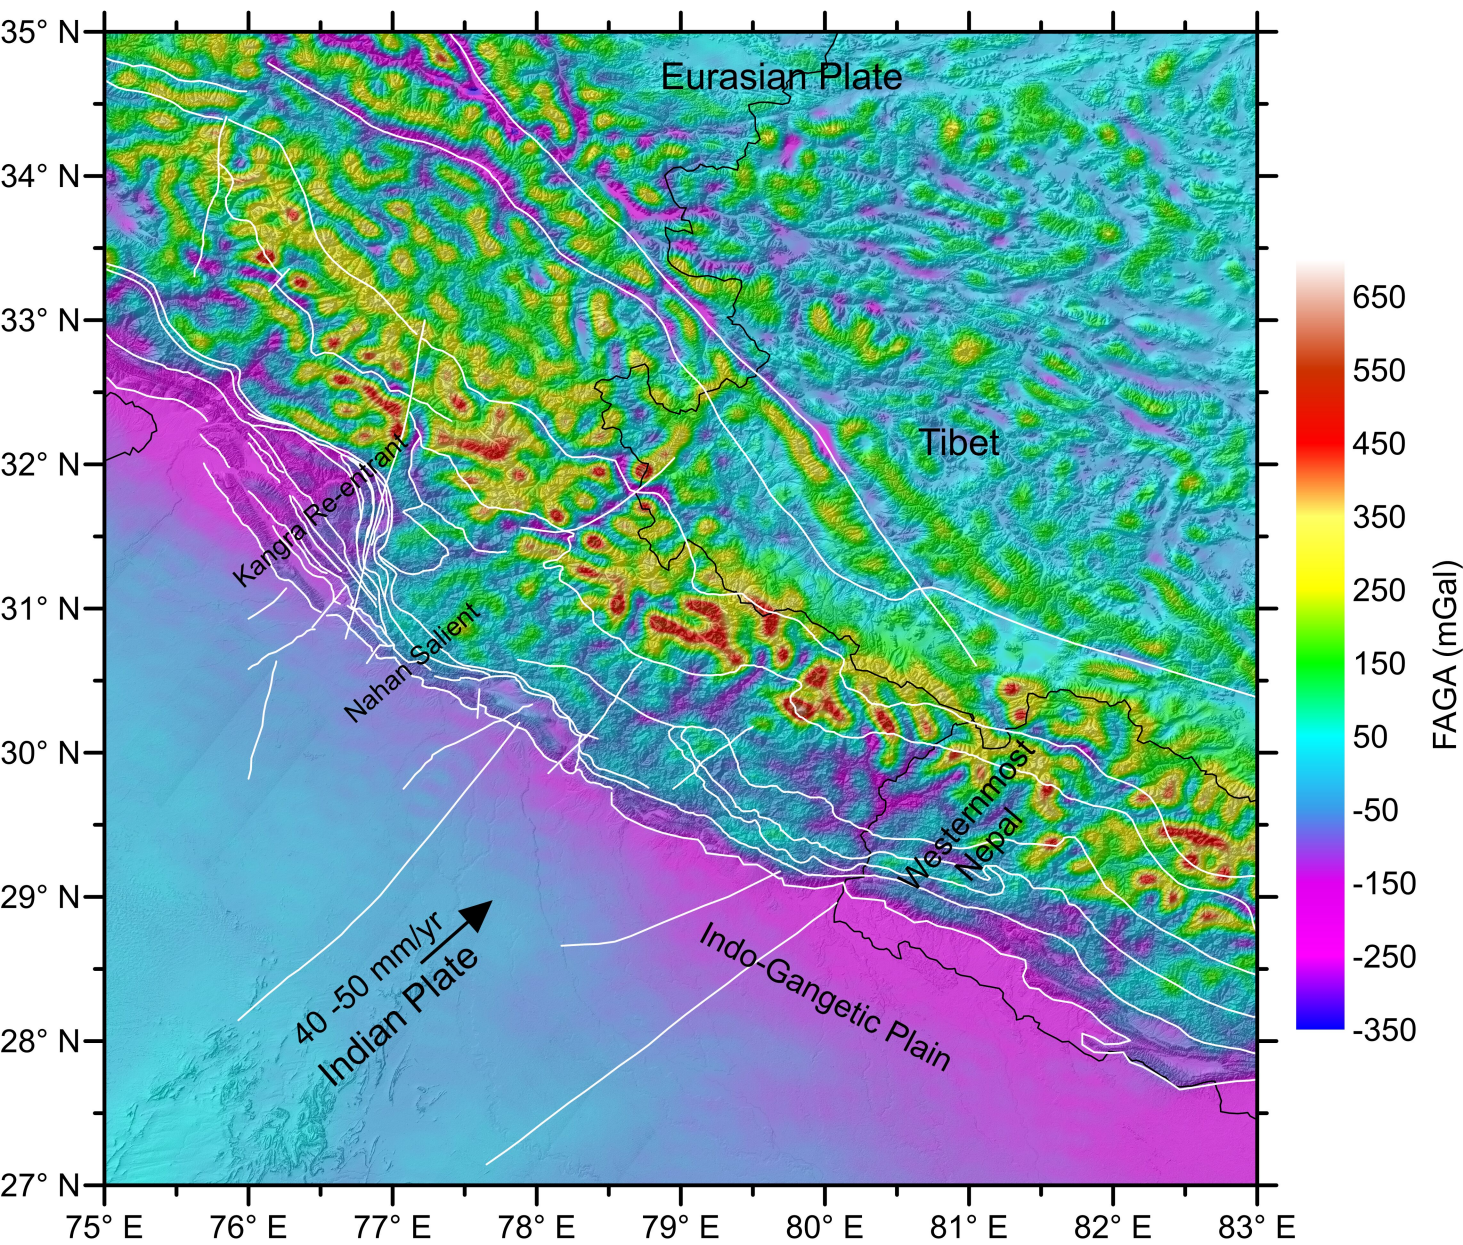 35° N
34° N
33° N
32° N
31° N
30° N
29° N
28° N
27° N
75° E
76° E
77° E
78° E
79° E
80° E
81° E
82° E
83° E
Eurasian Plate
Tibet
Kangra Re-entrant
Nahan Salient
Westernmost
Nepal
40 -50 mm/yr
Indian Plate
Indo-Gangetic Plain
650
550
450
350
250
150
50
-50
-150
-250
-350
FAGA (mGal)